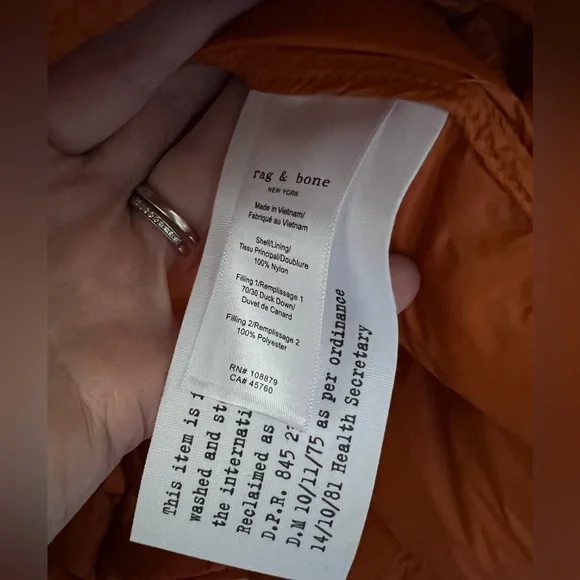 rag & bone
NEW YORK
Made in Vietnam/
Fabriqué au Vietnam
Shell/Lining/
Tissu Principal/Doublure
100% Nylon
Filling 1/Remplissage 1
70/30 Duck Down/
Duvet de Canard
Filling 2/Remplissage 2
100% Polyester
RN# 108879
CA# 45760
This item is
washed and
the internati
Reclaimed as
D.P.R. 845
D.M 10/11/75 as per ordinance
14/10/81 Health Secretary